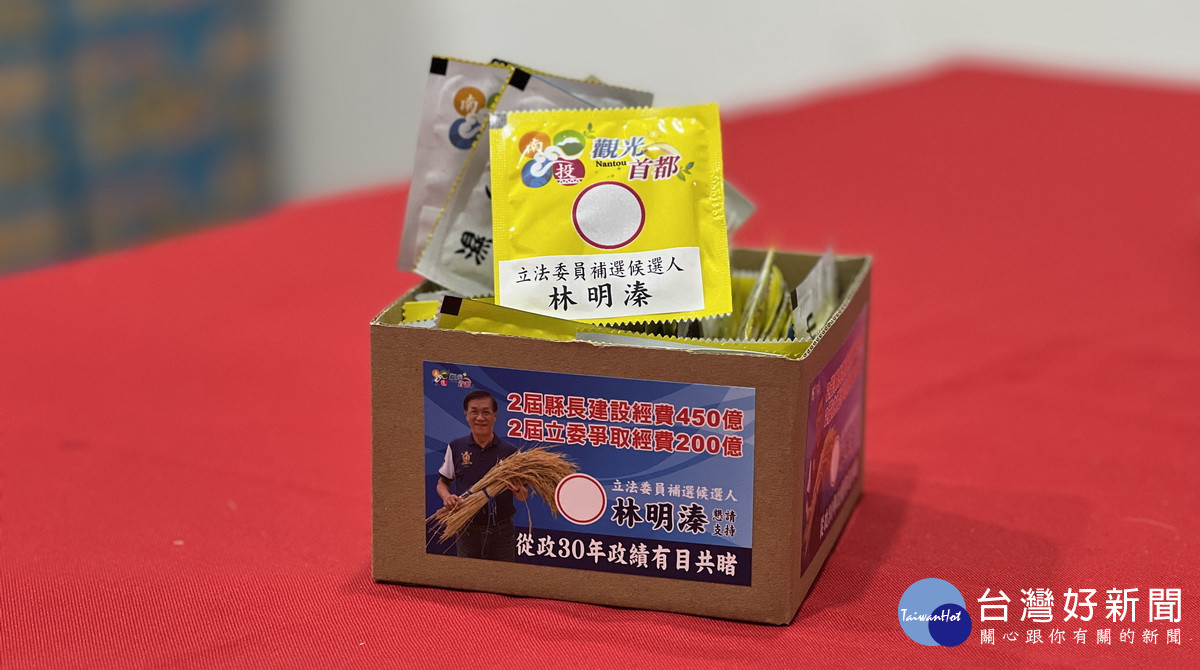 南投
觀光
Nantou
首都
立法委員補選候選人
林明溱
南
2屆縣長建設經費450億
2屆立委爭取經費200億
立法委員補選候選人
林明溱 懇請支持
從政30年政績有目共睹
TaiwanHot
台灣好新聞
關心跟你有關的新聞